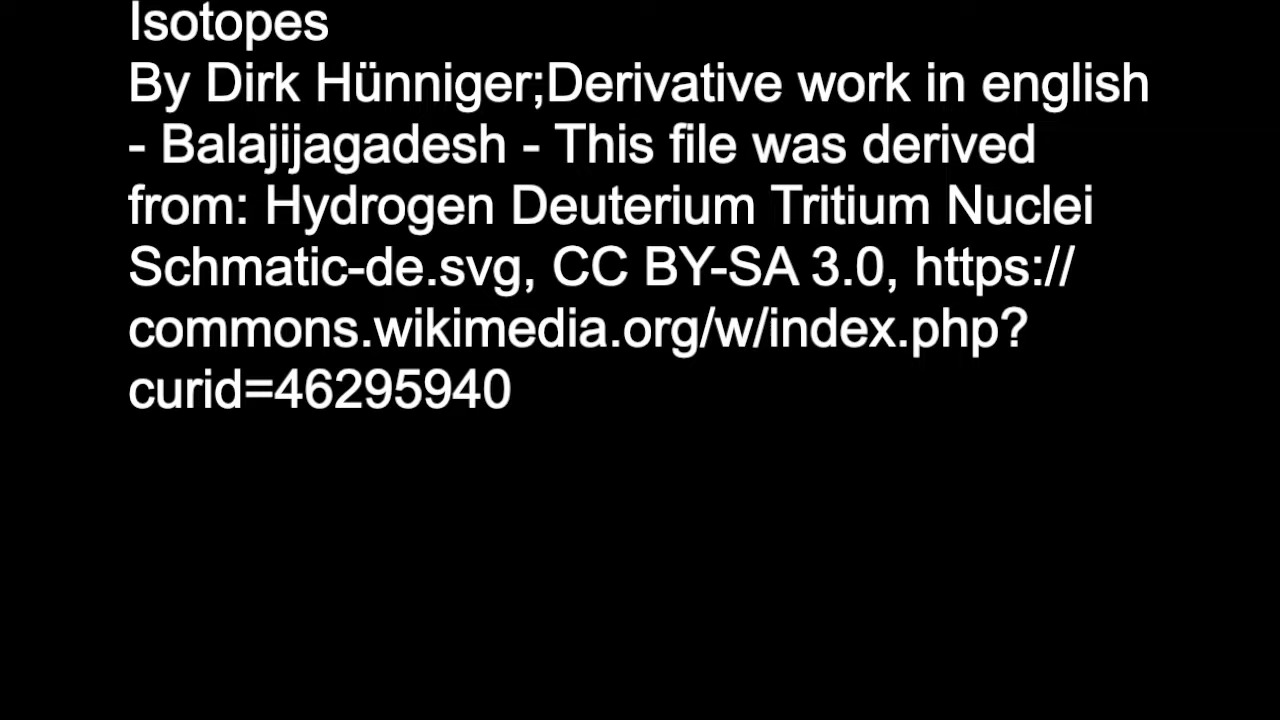 Isotopes
By Dirk Hünniger;Derivative work in english
- Balajijagadesh - This file was derived
from: Hydrogen Deuterium Tritium Nuclei
Schmatic-de.svg, CC BY-SA 3.0, https://
commons.wikimedia.org/w/index.php?
curid=46295940